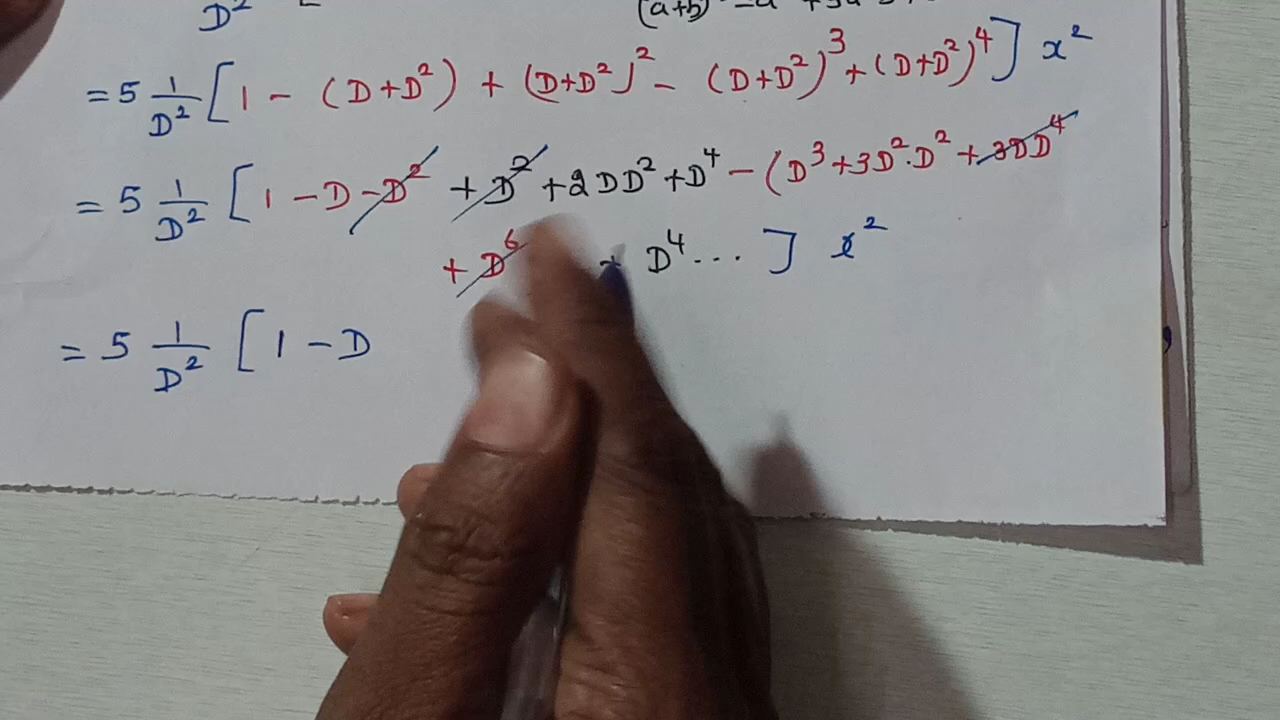 D²
(a+b)
= 5 1/D² [1 - (D+D²) + (D+D²)² - (D+D²)³ + (D+D²)⁴] x²
= 5 1/D² [1 - D - D² + D² + 2DD² + D⁴ - (D³ + 3D²·D² + 3DD⁴
+ D⁶ + D⁴ ... ] x²
= 5 1/D² [1 - D